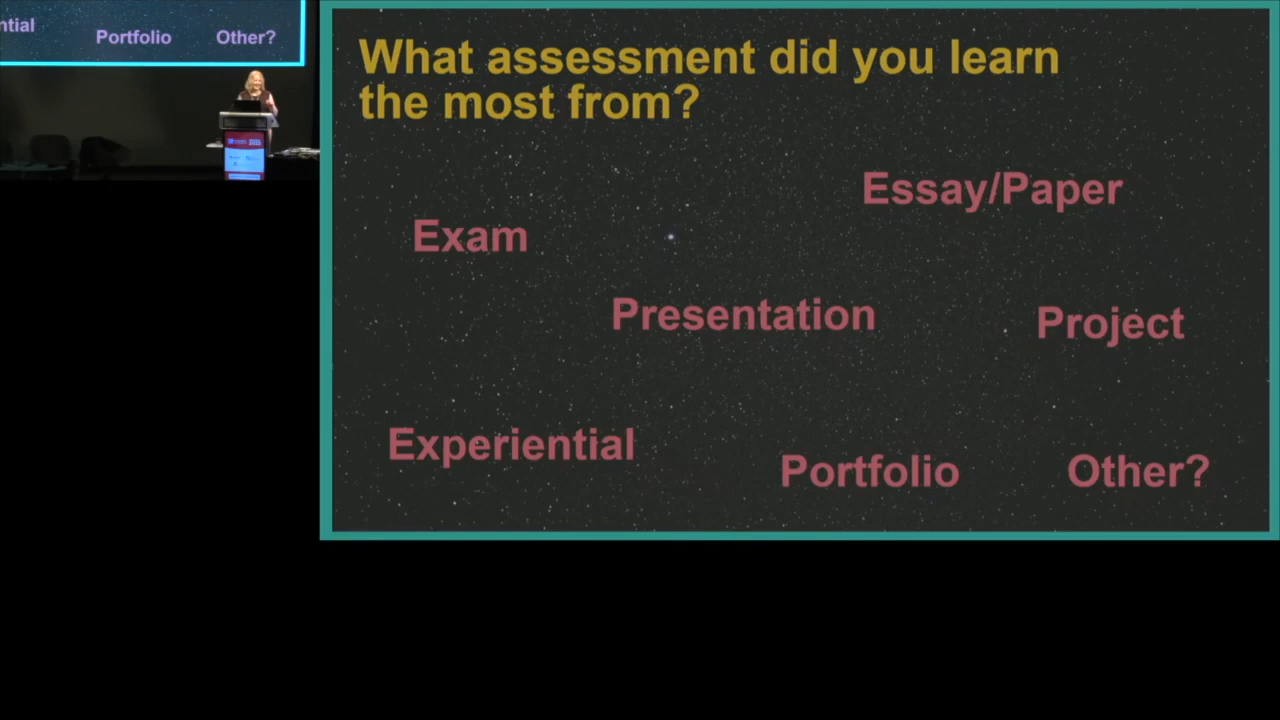 ntial
Portfolio
Other?
What assessment did you learn
the most from?
Essay/Paper
Exam
Presentation
Project
Experiential
Portfolio
Other?